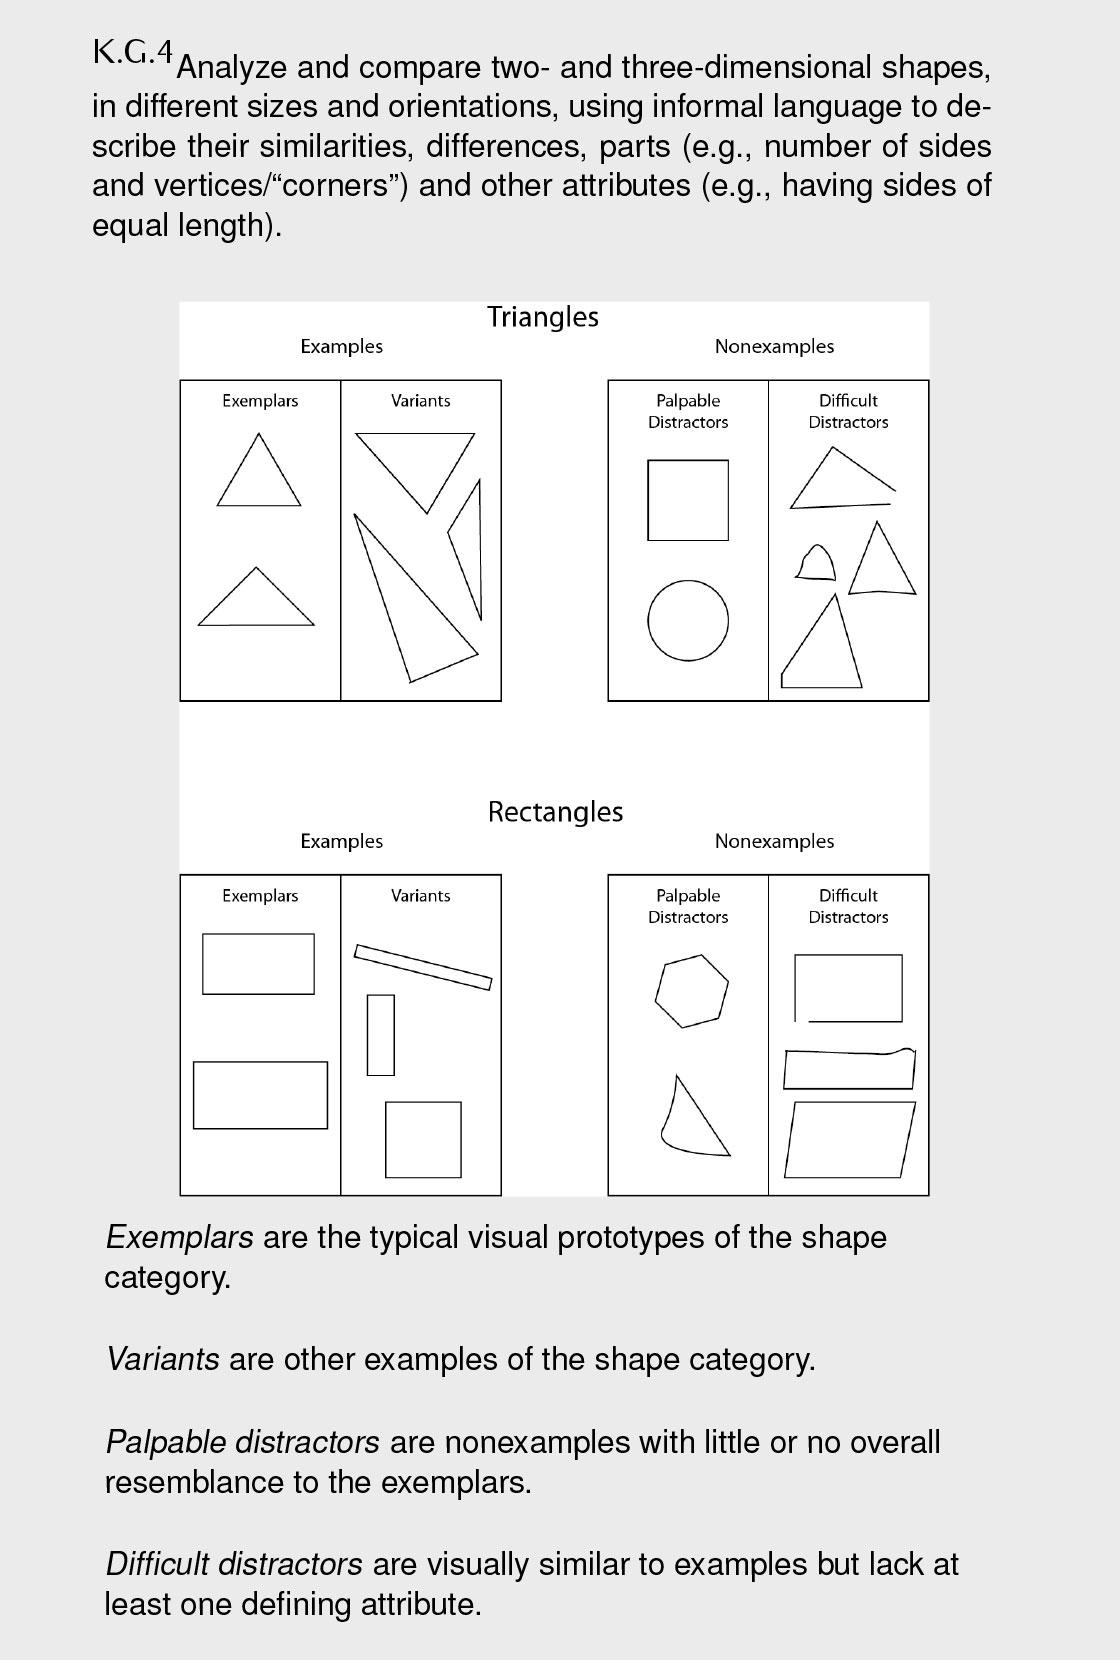 K.G.4 Analyze and compare two- and three-dimensional shapes,
in different sizes and orientations, using informal language to de-
scribe their similarities, differences, parts (e.g., number of sides
and vertices/“corners”) and other attributes (e.g., having sides of
equal length).
Triangles
Examples
Nonexamples
Exemplars
Variants
Palpable
Distractors
Difficult
Distractors
Rectangles
Examples
Nonexamples
Exemplars
Variants
Palpable
Distractors
Difficult
Distractors
Exemplars are the typical visual prototypes of the shape
category.
Variants are other examples of the shape category.
Palpable distractors are nonexamples with little or no overall
resemblance to the exemplars.
Difficult distractors are visually similar to examples but lack at
least one defining attribute.